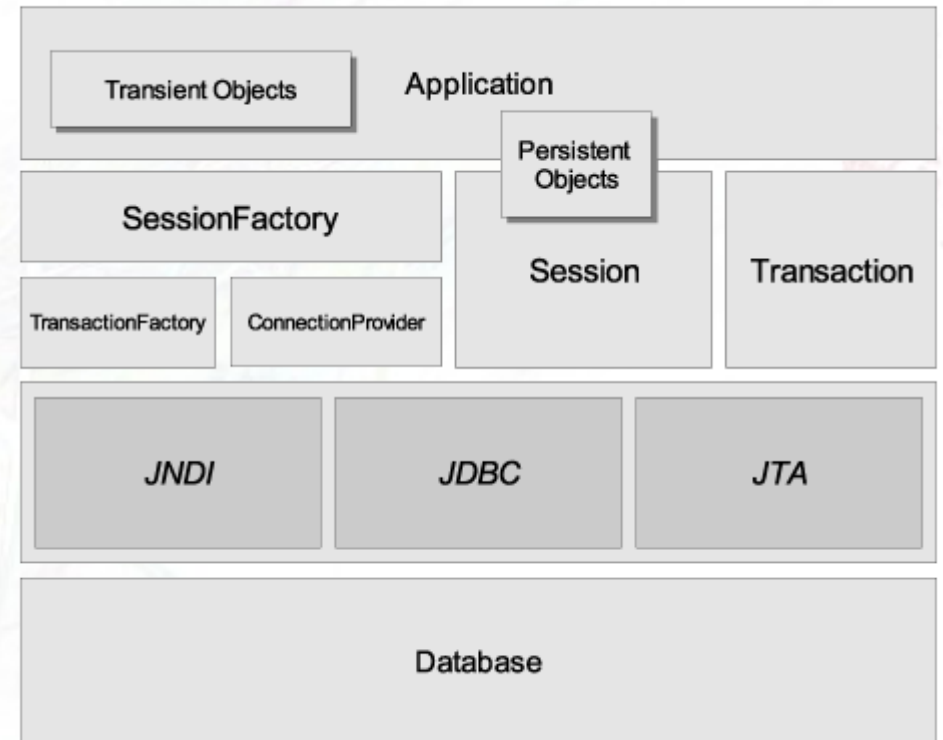 Transient Objects
Application
Persistent
Objects
SessionFactory
Session
Transaction
TransactionFactory
ConnectionProvider
JNDI
JDBC
JTA
Database